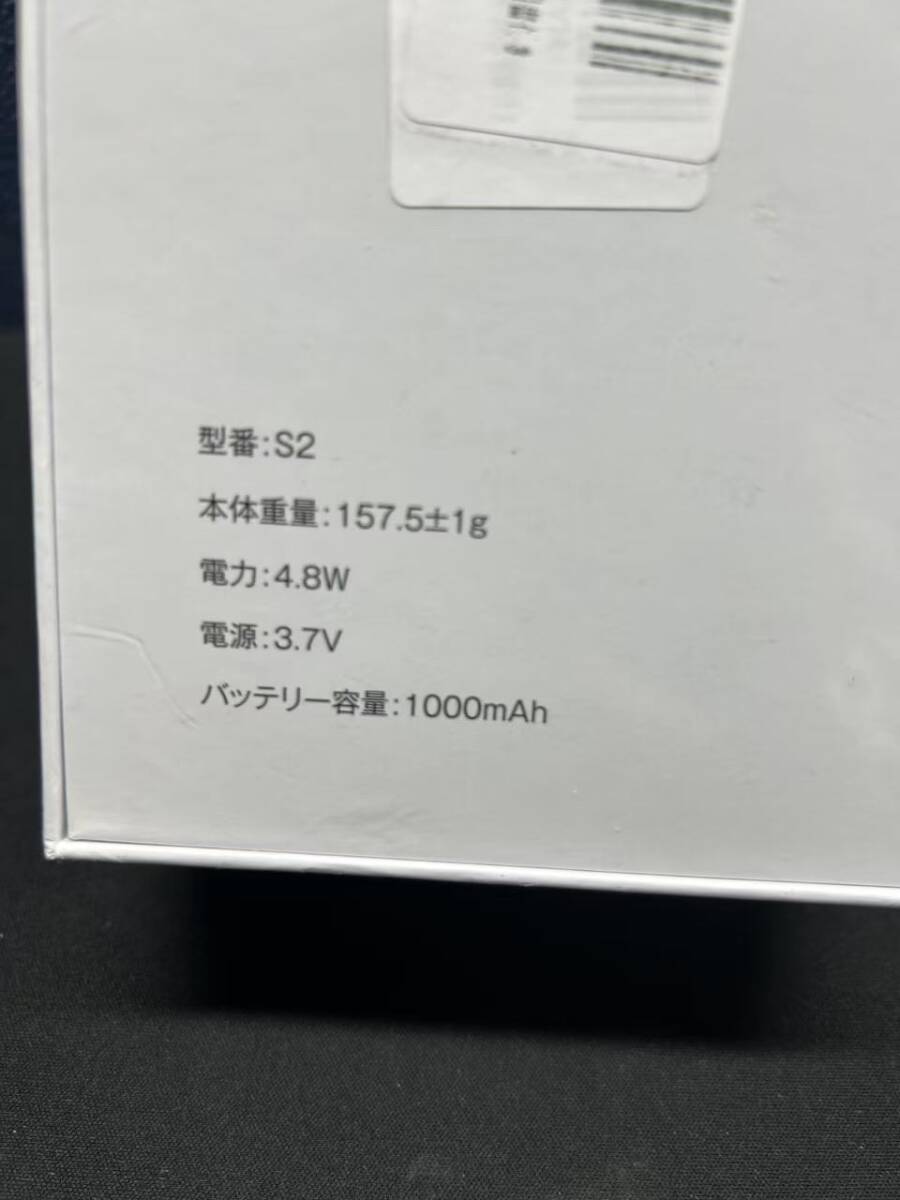 型番:S2
本体重量:157.5±1g
電力:4.8W
電源:3.7V
バッテリー容量:1000mAh